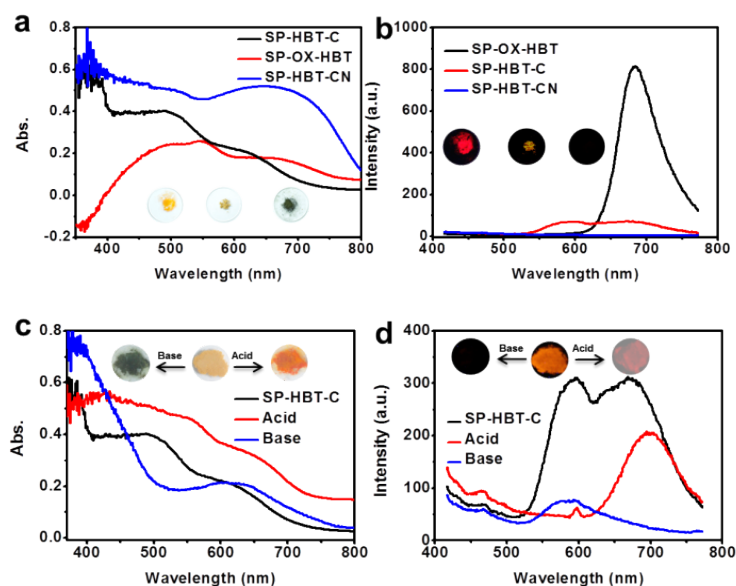 a
0.8
0.6
0.4
0.2
0.0
-0.2
Abs.
SP-HBT-C
SP-OX-HBT
SP-HBT-CN
400 500 600 700 800
Wavelength (nm)
b
1000
800
600
400
200
0
Intensity (a.u.)
SP-OX-HBT
SP-HBT-C
SP-HBT-CN
400 500 600 700 800
Wavelength (nm)
c
0.8
0.6
0.4
0.2
0.0
Abs.
Base
Acid
SP-HBT-C
Acid
Base
400 500 600 700 800
Wavelength (nm)
d
400
300
200
100
0
Intensity (a.u.)
Base
Acid
SP-HBT-C
Acid
Base
400 500 600 700 800
Wavelength (nm)